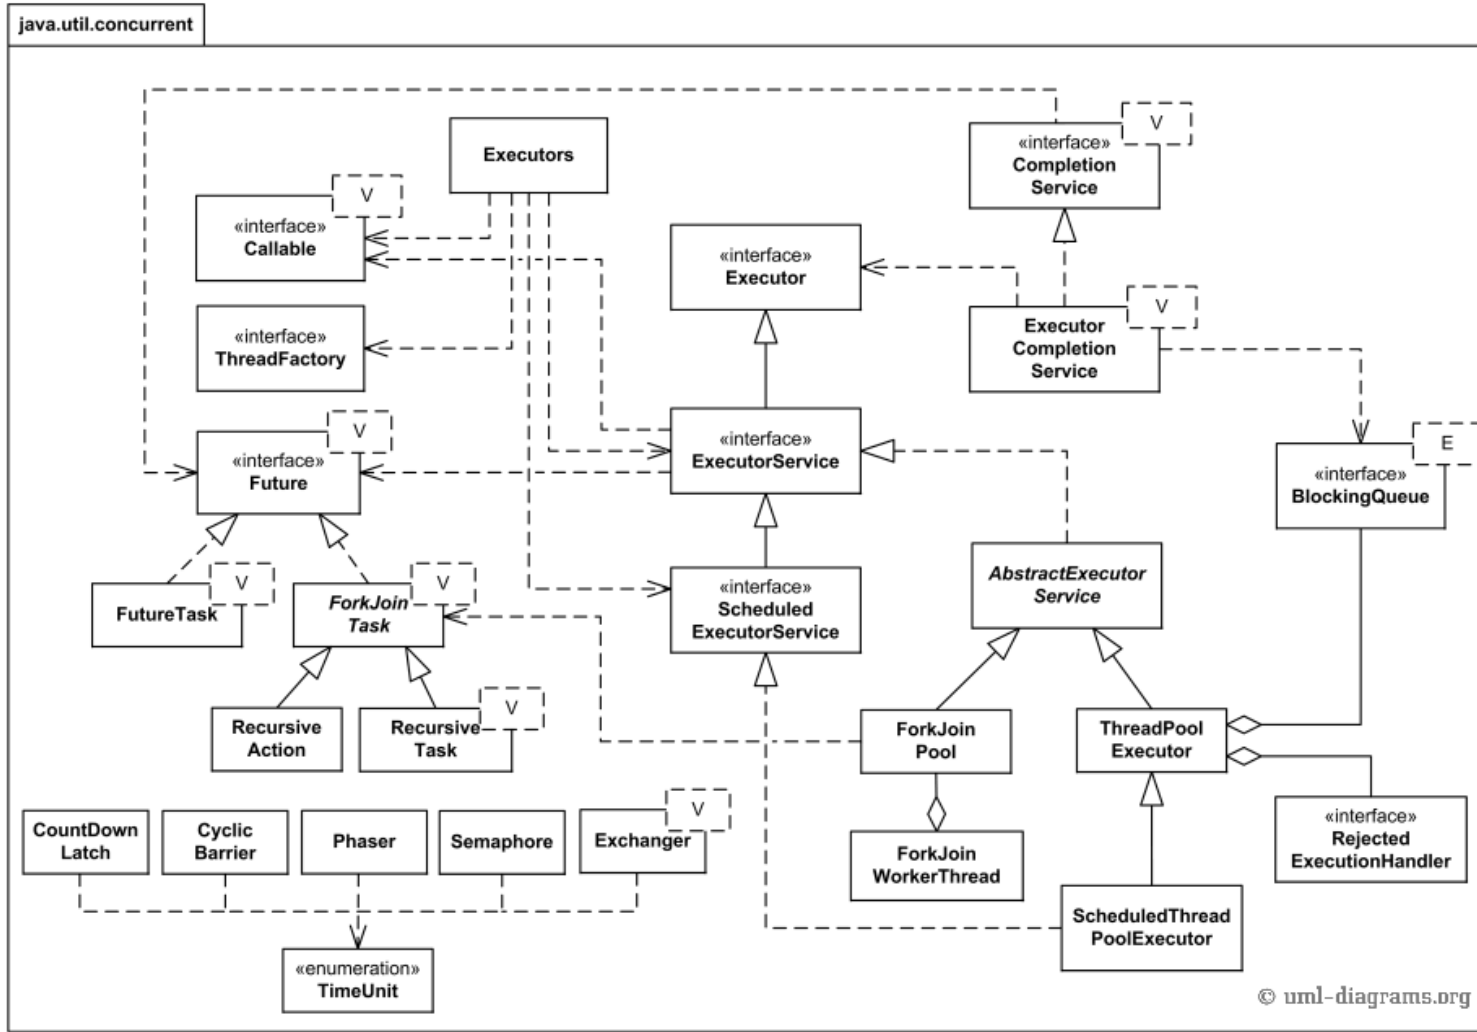 java.util.concurrent
Executors
V
«interface»
Completion
Service
V
«interface»
Callable
«interface»
Executor
«interface»
ThreadFactory
V
Executor
Completion
Service
V
«interface»
Future
«interface»
ExecutorService
E
«interface»
BlockingQueue
V
FutureTask
V
ForkJoin
Task
«interface»
Scheduled
ExecutorService
AbstractExecutor
Service
Recursive
Action
V
Recursive
Task
ForkJoin
Pool
ThreadPool
Executor
CountDown
Latch
Cyclic
Barrier
Phaser
Semaphore
V
Exchanger
ForkJoin
WorkerThread
«interface»
Rejected
ExecutionHandler
ScheduledThread
PoolExecutor
«enumeration»
TimeUnit
© uml-diagrams.org